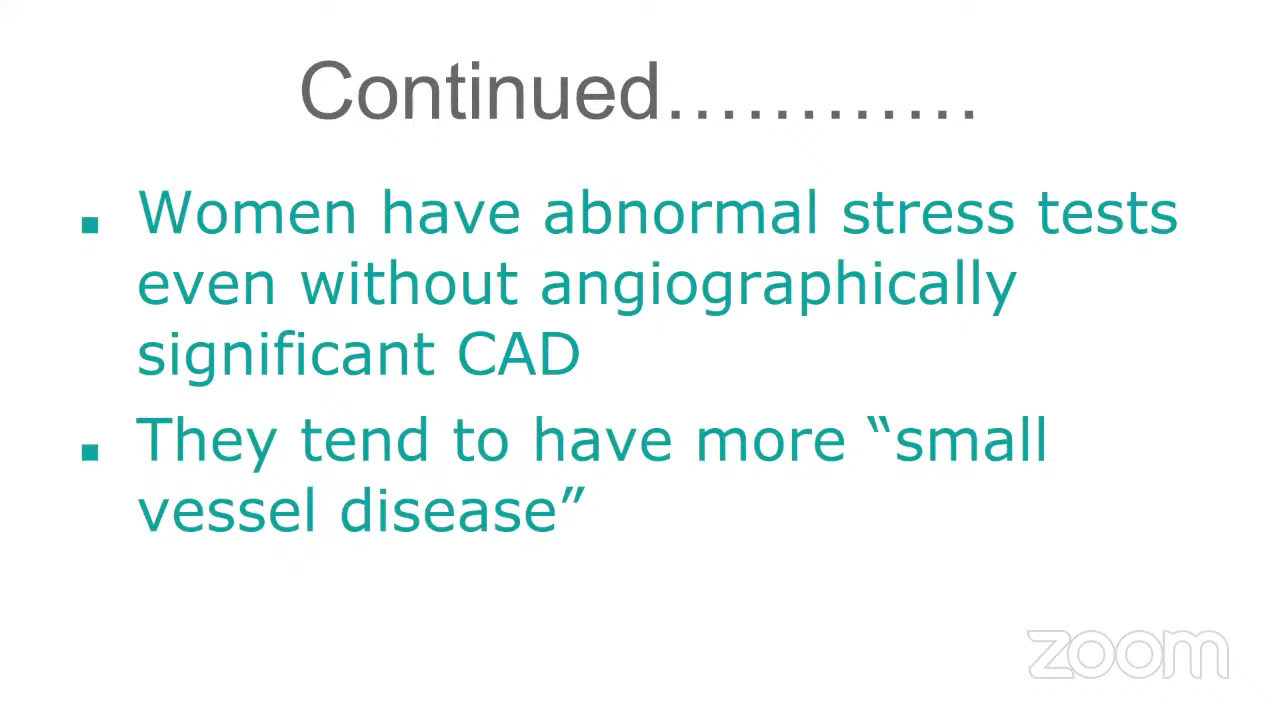 Continued............
▪ Women have abnormal stress tests
even without angiographically
significant CAD
▪ They tend to have more “small
vessel disease”
zoom